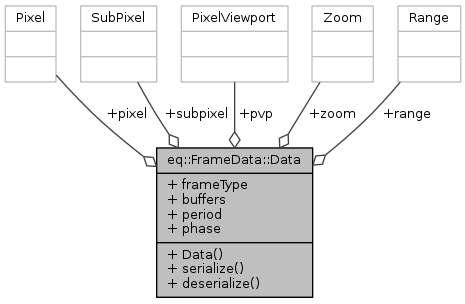 Pixel SubPixel PixelViewport Zoom Range
+pixel +subpixel +pvp +zoom +range
eq::FrameData::Data
+ frameType
+ buffers
+ period
+ phase
+ Data()
+ serialize()
+ deserialize()